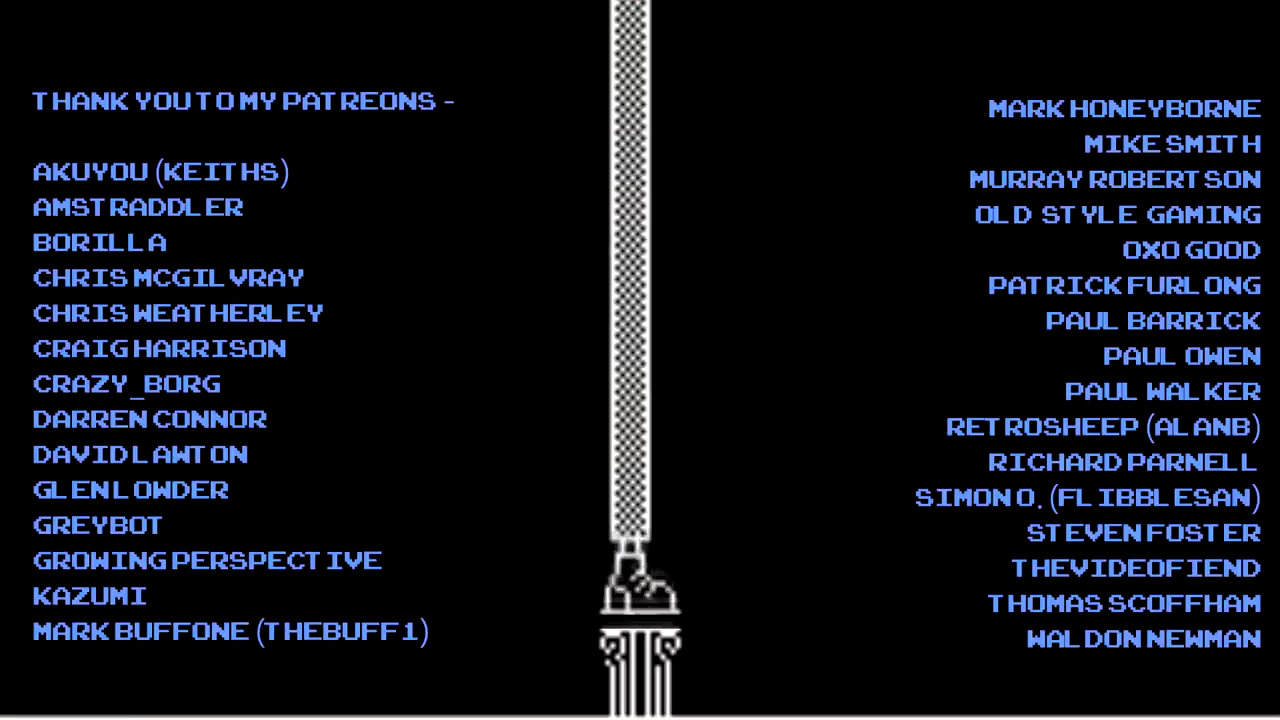 THANK YOU TO MY PATREONS -
AKUYOU (KEITHS)
AMSTRADDLER
BORILLA
CHRIS MCGILVRAY
CHRIS WEATHERLEY
CRAIG HARRISON
CRAZY_BORG
DARREN CONNOR
DAVID LAWTON
GLEN LOWDER
GREYBOT
GROWING PERSPECTIVE
KAZUMI
MARK BUFFONE (THEBUFF1)
MARK HONEYBORNE
MIKE SMITH
MURRAY ROBERTSON
OLD STYLE GAMING
OXO GOOD
PATRICK FURLONG
PAUL BARRICK
PAUL OWEN
PAUL WALKER
RETROSHEEP (ALANB)
RICHARD PARNELL
SIMON O. (FLIBBLESAN)
STEVEN FOSTER
THEVIDEOFIEND
THOMAS SCOFFHAM
WALDON NEWMAN